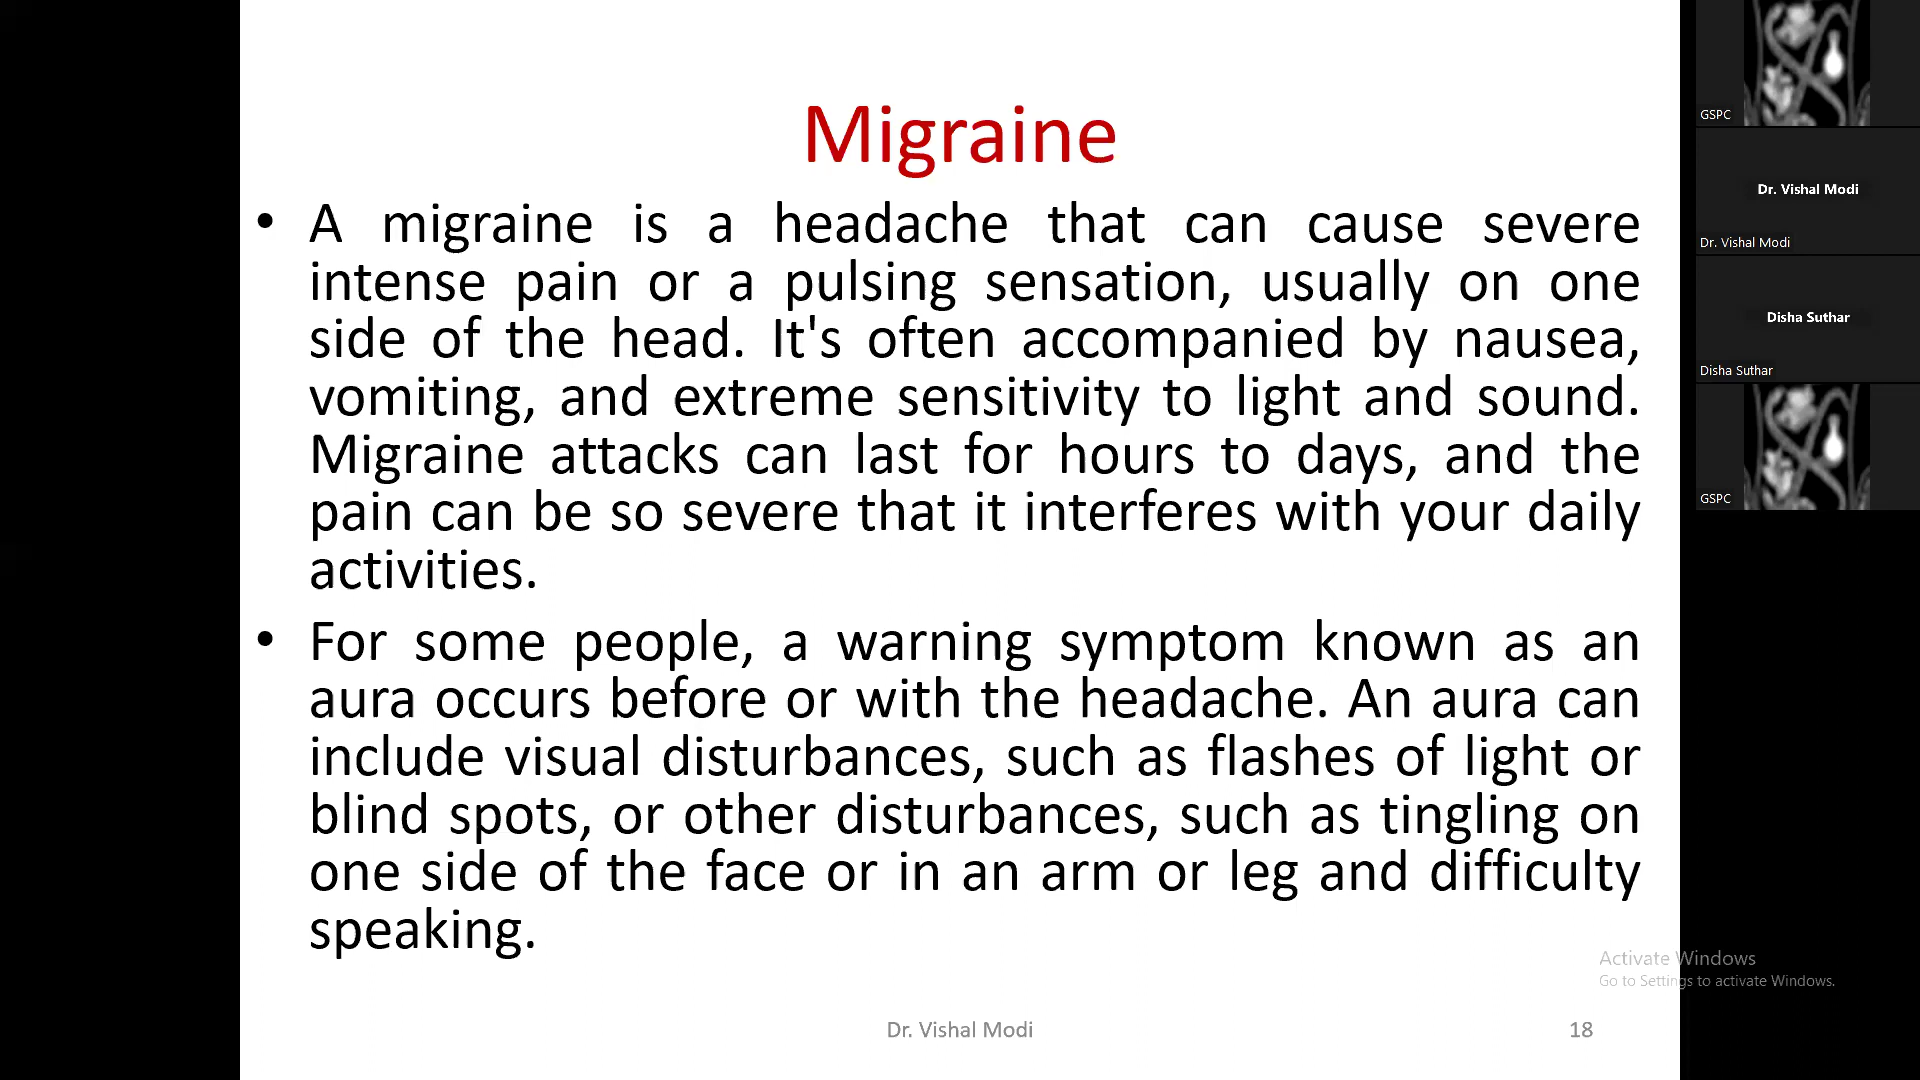 Migraine
• A migraine is a headache that can cause severe
intense pain or a pulsing sensation, usually on one
side of the head. It's often accompanied by nausea,
vomiting, and extreme sensitivity to light and sound.
Migraine attacks can last for hours to days, and the
pain can be so severe that it interferes with your daily
activities.
• For some people, a warning symptom known as an
aura occurs before or with the headache. An aura can
include visual disturbances, such as flashes of light or
blind spots, or other disturbances, such as tingling on
one side of the face or in an arm or leg and difficulty
speaking.
Dr. Vishal Modi
18
GSPC
Dr. Vishal Modi
Dr. Vishal Modi
Disha Suthar
Disha Suthar
GSPC
Activate Windows
Go to Settings to activate Windows.